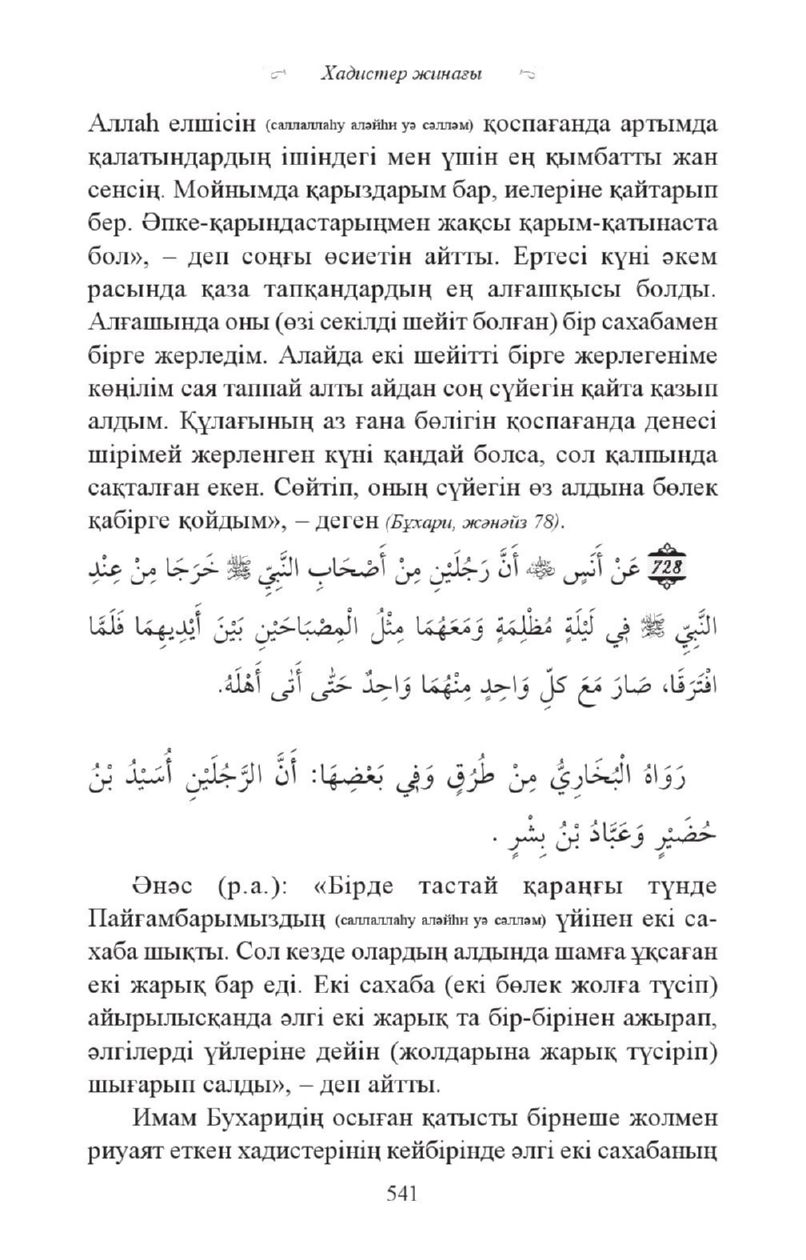 Хадистер жинағы
Аллаһ елшісін (саллаллаһу аләйһи уә сәлләм) қоспағанда артымда
қалатындардың ішіндегі мен үшін ең қымбатты жан
сенсің. Мойнымда қарыздарым бар, иелеріне қайтарып
бер. Әпке-қарындастарыңмен жақсы қарым-қатынаста
бол», – деп соңғы өсиетін айтты. Ертесі күні әкем
расында қаза тапқандардың ең алғашқысы болды.
Алғашында оны (өзі секілді шейіт болған) бір сахабамен
бірге жерледім. Алайда екі шейітті бірге жерлегеніме
көңілім сая таппай алты айдан соң сүйегін қайта қазып
алдым. Құлағының аз ғана бөлігін қоспағанда денесі
шірімей жерленген күні қандай болса, сол қалпында
сақталған екен. Сөйтіп, оның сүйегін өз алдына бөлек
қабірге қойдым», – деген (Бұхари, жәнәйз 78).
728 عَنْ أَنَسٍ ﷺ أَنَّ رَجُلَيْنِ مِنْ أَصْحَابِ النَّبِيِّ ﷺ خَرَجَا مِنْ عِنْدِ
النَّبِيِّ ﷺ فِي لَيْلَةٍ مُظْلِمَةٍ وَمَعَهُمَا مِثْلُ الْمِصْبَاحَيْنِ بَيْنَ أَيْدِيهِمَا فَلَمَّا
افْتَرَقَا، صَارَ مَعَ كلِّ وَاحِدٍ مِنْهُمَا وَاحِدٌ حَتَّى أَتَى أَهْلَهُ.
رَوَاهُ الْبُخَارِيُّ مِنْ طُرُقٍ وَفِي بَعْضِهَا: أَنَّ الرَّجُلَيْنِ أُسَيْدُ بْنُ
حُضَيْرٍ وَعَبَّادُ بْنُ بِشْرٍ .
Әнәс (р.а.): «Бірде тастай қараңғы түнде
Пайғамбарымыздың (саллаллаһу аләйһи уә сәлләм) үйінен екі са-
хаба шықты. Сол кезде олардың алдында шамға ұқсаған
екі жарық бар еді. Екі сахаба (екі бөлек жолға түсіп)
айырылысқанда әлгі екі жарық та бір-бірінен ажырап,
әлгілерді үйлеріне дейін (жолдарына жарық түсіріп)
шығарып салды», – деп айтты.
Имам Бухаридің осыған қатысты бірнеше жолмен
риуаят еткен хадистерінің кейбірінде әлгі екі сахабаның
541